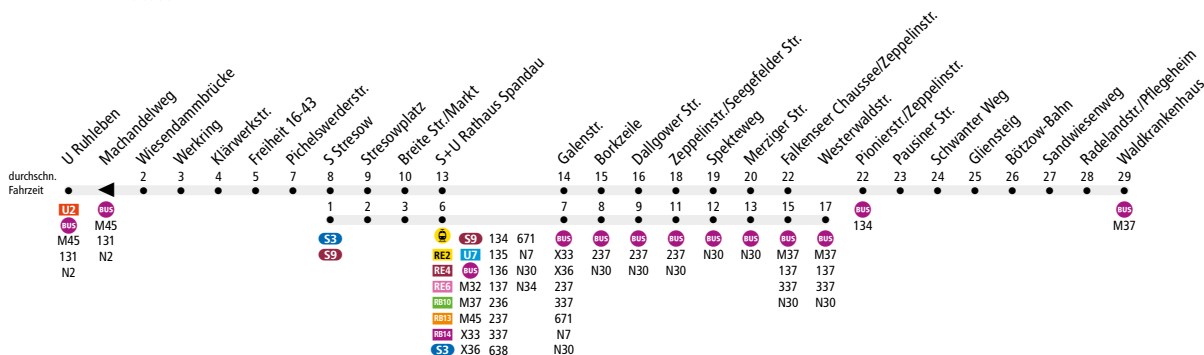 U Ruhleben
Machandelweg
Wiesendammbrücke
Werkring
Klärwerkstr.
Freiheit 16-43
Pichelswerderstr.
S Stresow
Stresowplatz
Breite Str./Markt
S+U Rathaus Spandau
Galenstr.
Borkzeile
Dallgower Str.
Zeppelinstr./Seegefelder Str.
Spekteweg
Merziger Str.
Falkenseer Chaussee/Zeppelinstr.
Westerwaldstr.
Pionierstr./Zeppelinstr.
Pausiner Str.
Schwanter Weg
Gliensteig
Bötzow-Bahn
Sandwiesenweg
Radelandstr./Pflegeheim
Waldkrankenhaus
durchschn. 2 3 4 5 7 8 9 10 13 14 15 16 18 19 20 22 22 23 24 25 26 27 28 29
Fahrzeit
1 2 3 6 7 8 9 11 12 13 15 17
U2
BUS
M45
131
N2
BUS
M45
131
N2
S3
S9
RE2
RE4
RE6
RB10
RB13
RB14
S3
S9 134 671
U7 135 N7
BUS 136 N30
M32 137 N34
M37 236
M45 237
X33 337
X36 638
BUS
X33
X36
237
337
671
N7
N30
BUS
237
N30
BUS
237
N30
BUS
237
N30
BUS
N30
BUS
N30
BUS
M37
137
337
N30
BUS
M37
137
337
N30
BUS
134
BUS
M37